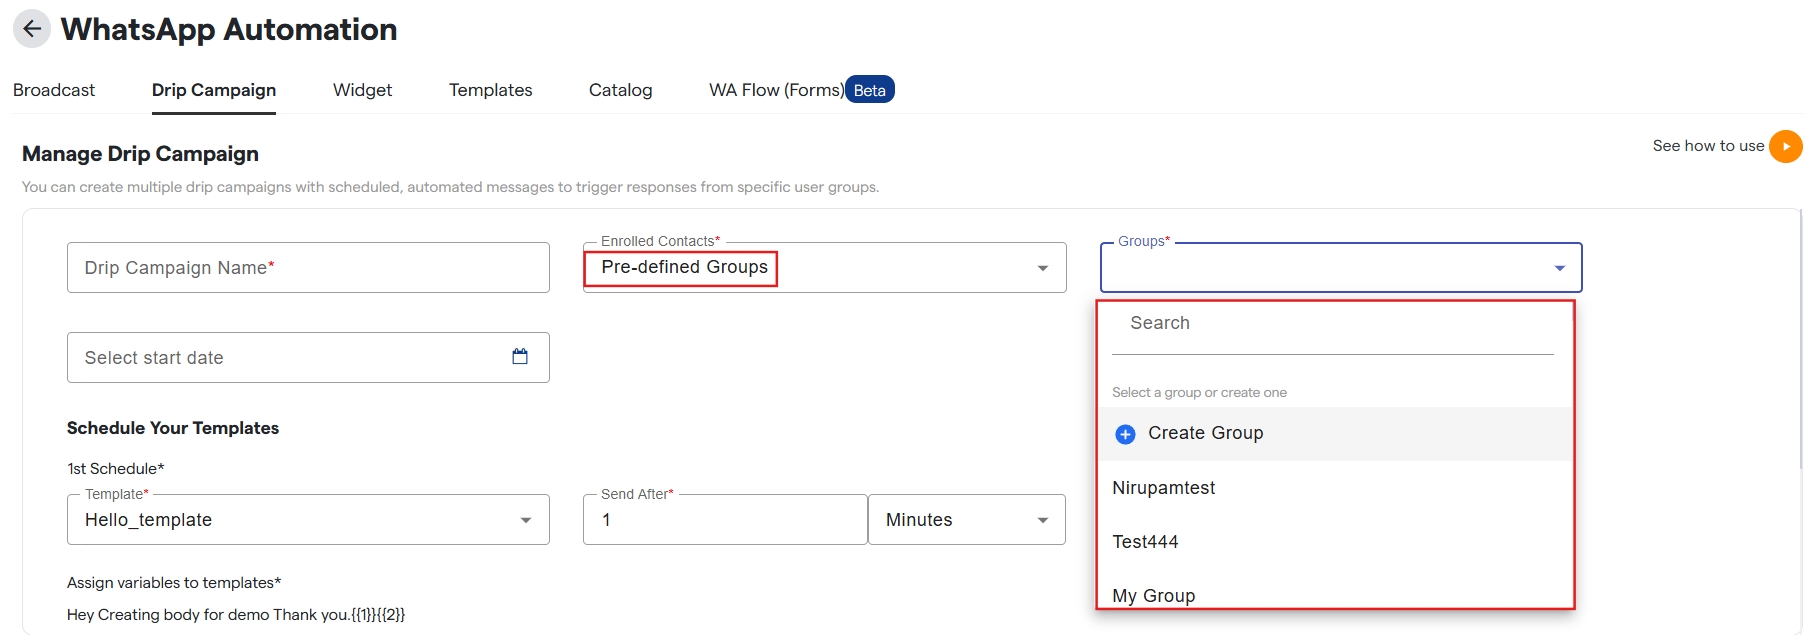 WhatsApp Automation
Broadcast Drip Campaign Widget Templates Catalog WA Flow (Forms) Beta
Manage Drip Campaign
See how to use
You can create multiple drip campaigns with scheduled, automated messages to trigger responses from specific user groups.
Drip Campaign Name*
Enrolled Contacts*
Pre-defined Groups
Groups*
Search
Select a group or create one
Create Group
Nirupamtest
Test444
My Group
Select start date
Schedule Your Templates
1st Schedule*
Template*
Hello_template
Send After*
1
Minutes
Assign variables to templates*
Hey Creating body for demo Thank you.{{1}}{{2}}